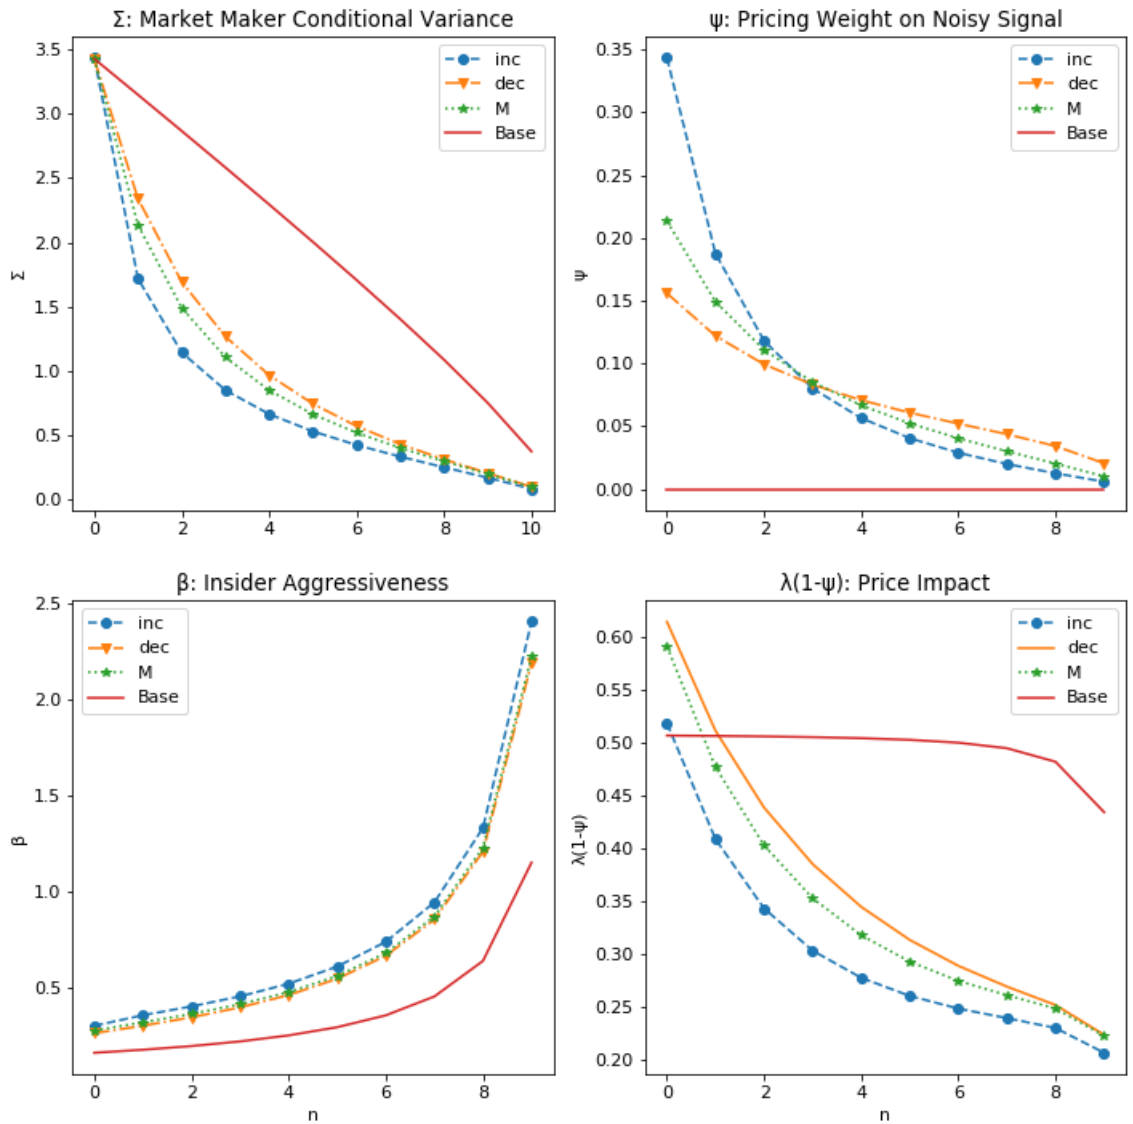 Σ: Market Maker Conditional Variance
3.5
3.0
2.5
2.0
1.5
1.0
0.5
0.0
Σ
0
2
4
6
8
10
inc
dec
M
Base
ψ: Pricing Weight on Noisy Signal
0.35
0.30
0.25
0.20
0.15
0.10
0.05
0.00
ψ
0
2
4
6
8
inc
dec
M
Base
β: Insider Aggressiveness
2.5
2.0
1.5
1.0
0.5
β
0
2
4
6
8
n
inc
dec
M
Base
λ(1-ψ): Price Impact
0.60
0.55
0.50
0.45
0.40
0.35
0.30
0.25
0.20
λ(1-ψ)
0
2
4
6
8
n
inc
dec
M
Base